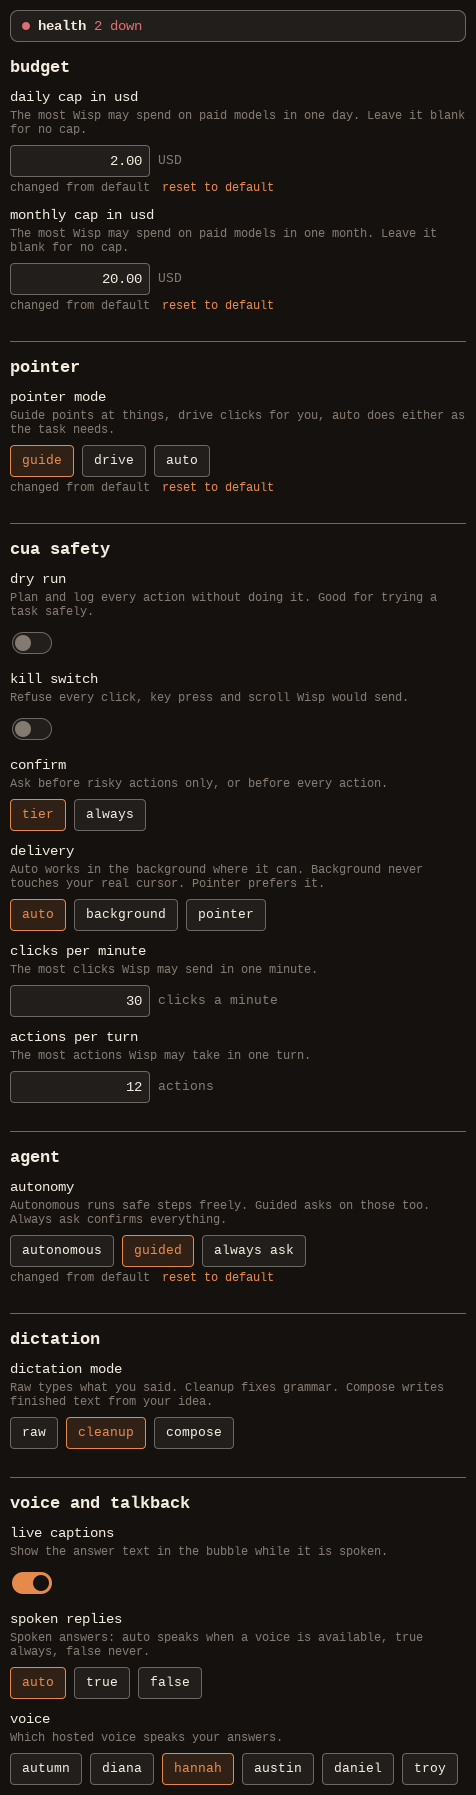 health 2 down
budget
daily cap in usd
The most Wisp may spend on paid models in one day. Leave it blank
for no cap.
2.00 USD
changed from default reset to default
monthly cap in usd
The most Wisp may spend on paid models in one month. Leave it
blank for no cap.
20.00 USD
changed from default reset to default
pointer
pointer mode
Guide points at things, drive clicks for you, auto does either as
the task needs.
guide drive auto
changed from default reset to default
cua safety
dry run
Plan and log every action without doing it. Good for trying a
task safely.
kill switch
Refuse every click, key press and scroll Wisp would send.
confirm
Ask before risky actions only, or before every action.
tier always
delivery
Auto works in the background where it can. Background never
touches your real cursor. Pointer prefers it.
auto background pointer
clicks per minute
The most clicks Wisp may send in one minute.
30 clicks a minute
actions per turn
The most actions Wisp may take in one turn.
12 actions
agent
autonomy
Autonomous runs safe steps freely. Guided asks on those too.
Always ask confirms everything.
autonomous guided always ask
changed from default reset to default
dictation
dictation mode
Raw types what you said. Cleanup fixes grammar. Compose writes
finished text from your idea.
raw cleanup compose
voice and talkback
live captions
Show the answer text in the bubble while it is spoken.
spoken replies
Spoken answers: auto speaks when a voice is available, true
always, false never.
auto true false
voice
Which hosted voice speaks your answers.
autumn diana hannah austin daniel troy